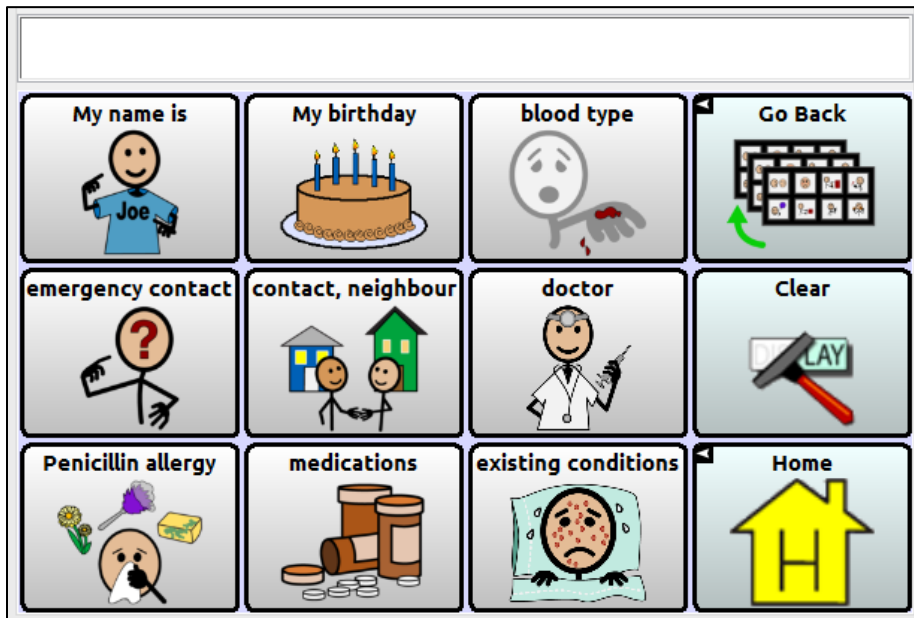 My name is
Joe
My birthday
blood type
Go Back
emergency contact
?
contact, neighbour
doctor
Clear
DISPLAY
Penicillin allergy
medications
existing conditions
Home
H